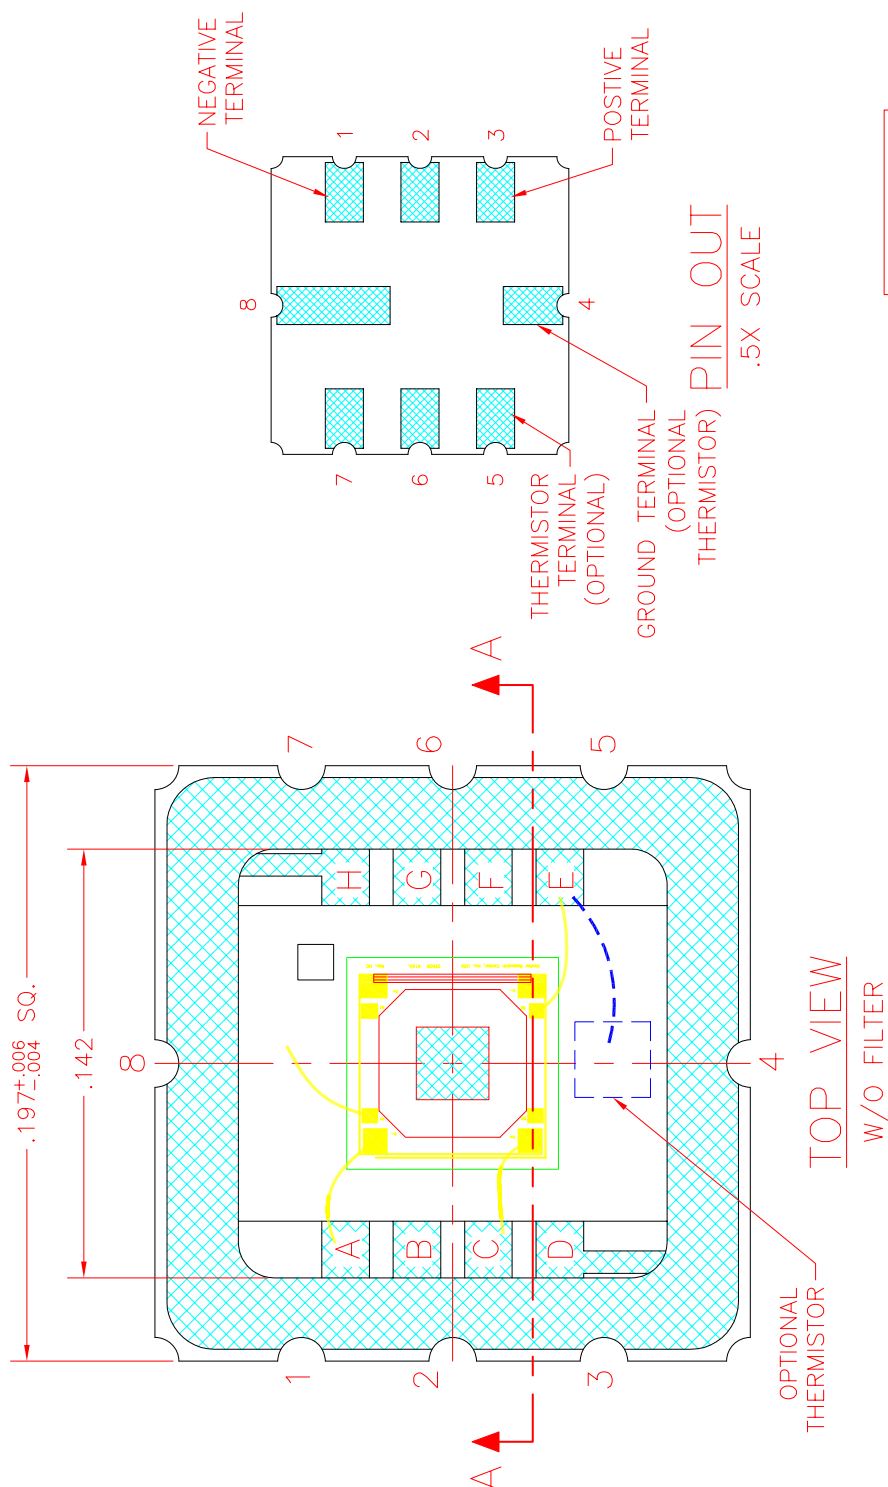 .197+.006
-.004 SQ.
.142
8
7
6
5
4
3
2
1
H
G
F
E
A
B
C
D
A
A
OPTIONAL
THERMISTOR
TOP VIEW
W/O FILTER
NEGATIVE
TERMINAL
POSTIVE
TERMINAL
1
2
3
8
4
7
6
5
THERMISTOR
TERMINAL
(OPTIONAL)
GROUND TERMINAL
(OPTIONAL
THERMISTOR)
PIN OUT
.5X SCALE